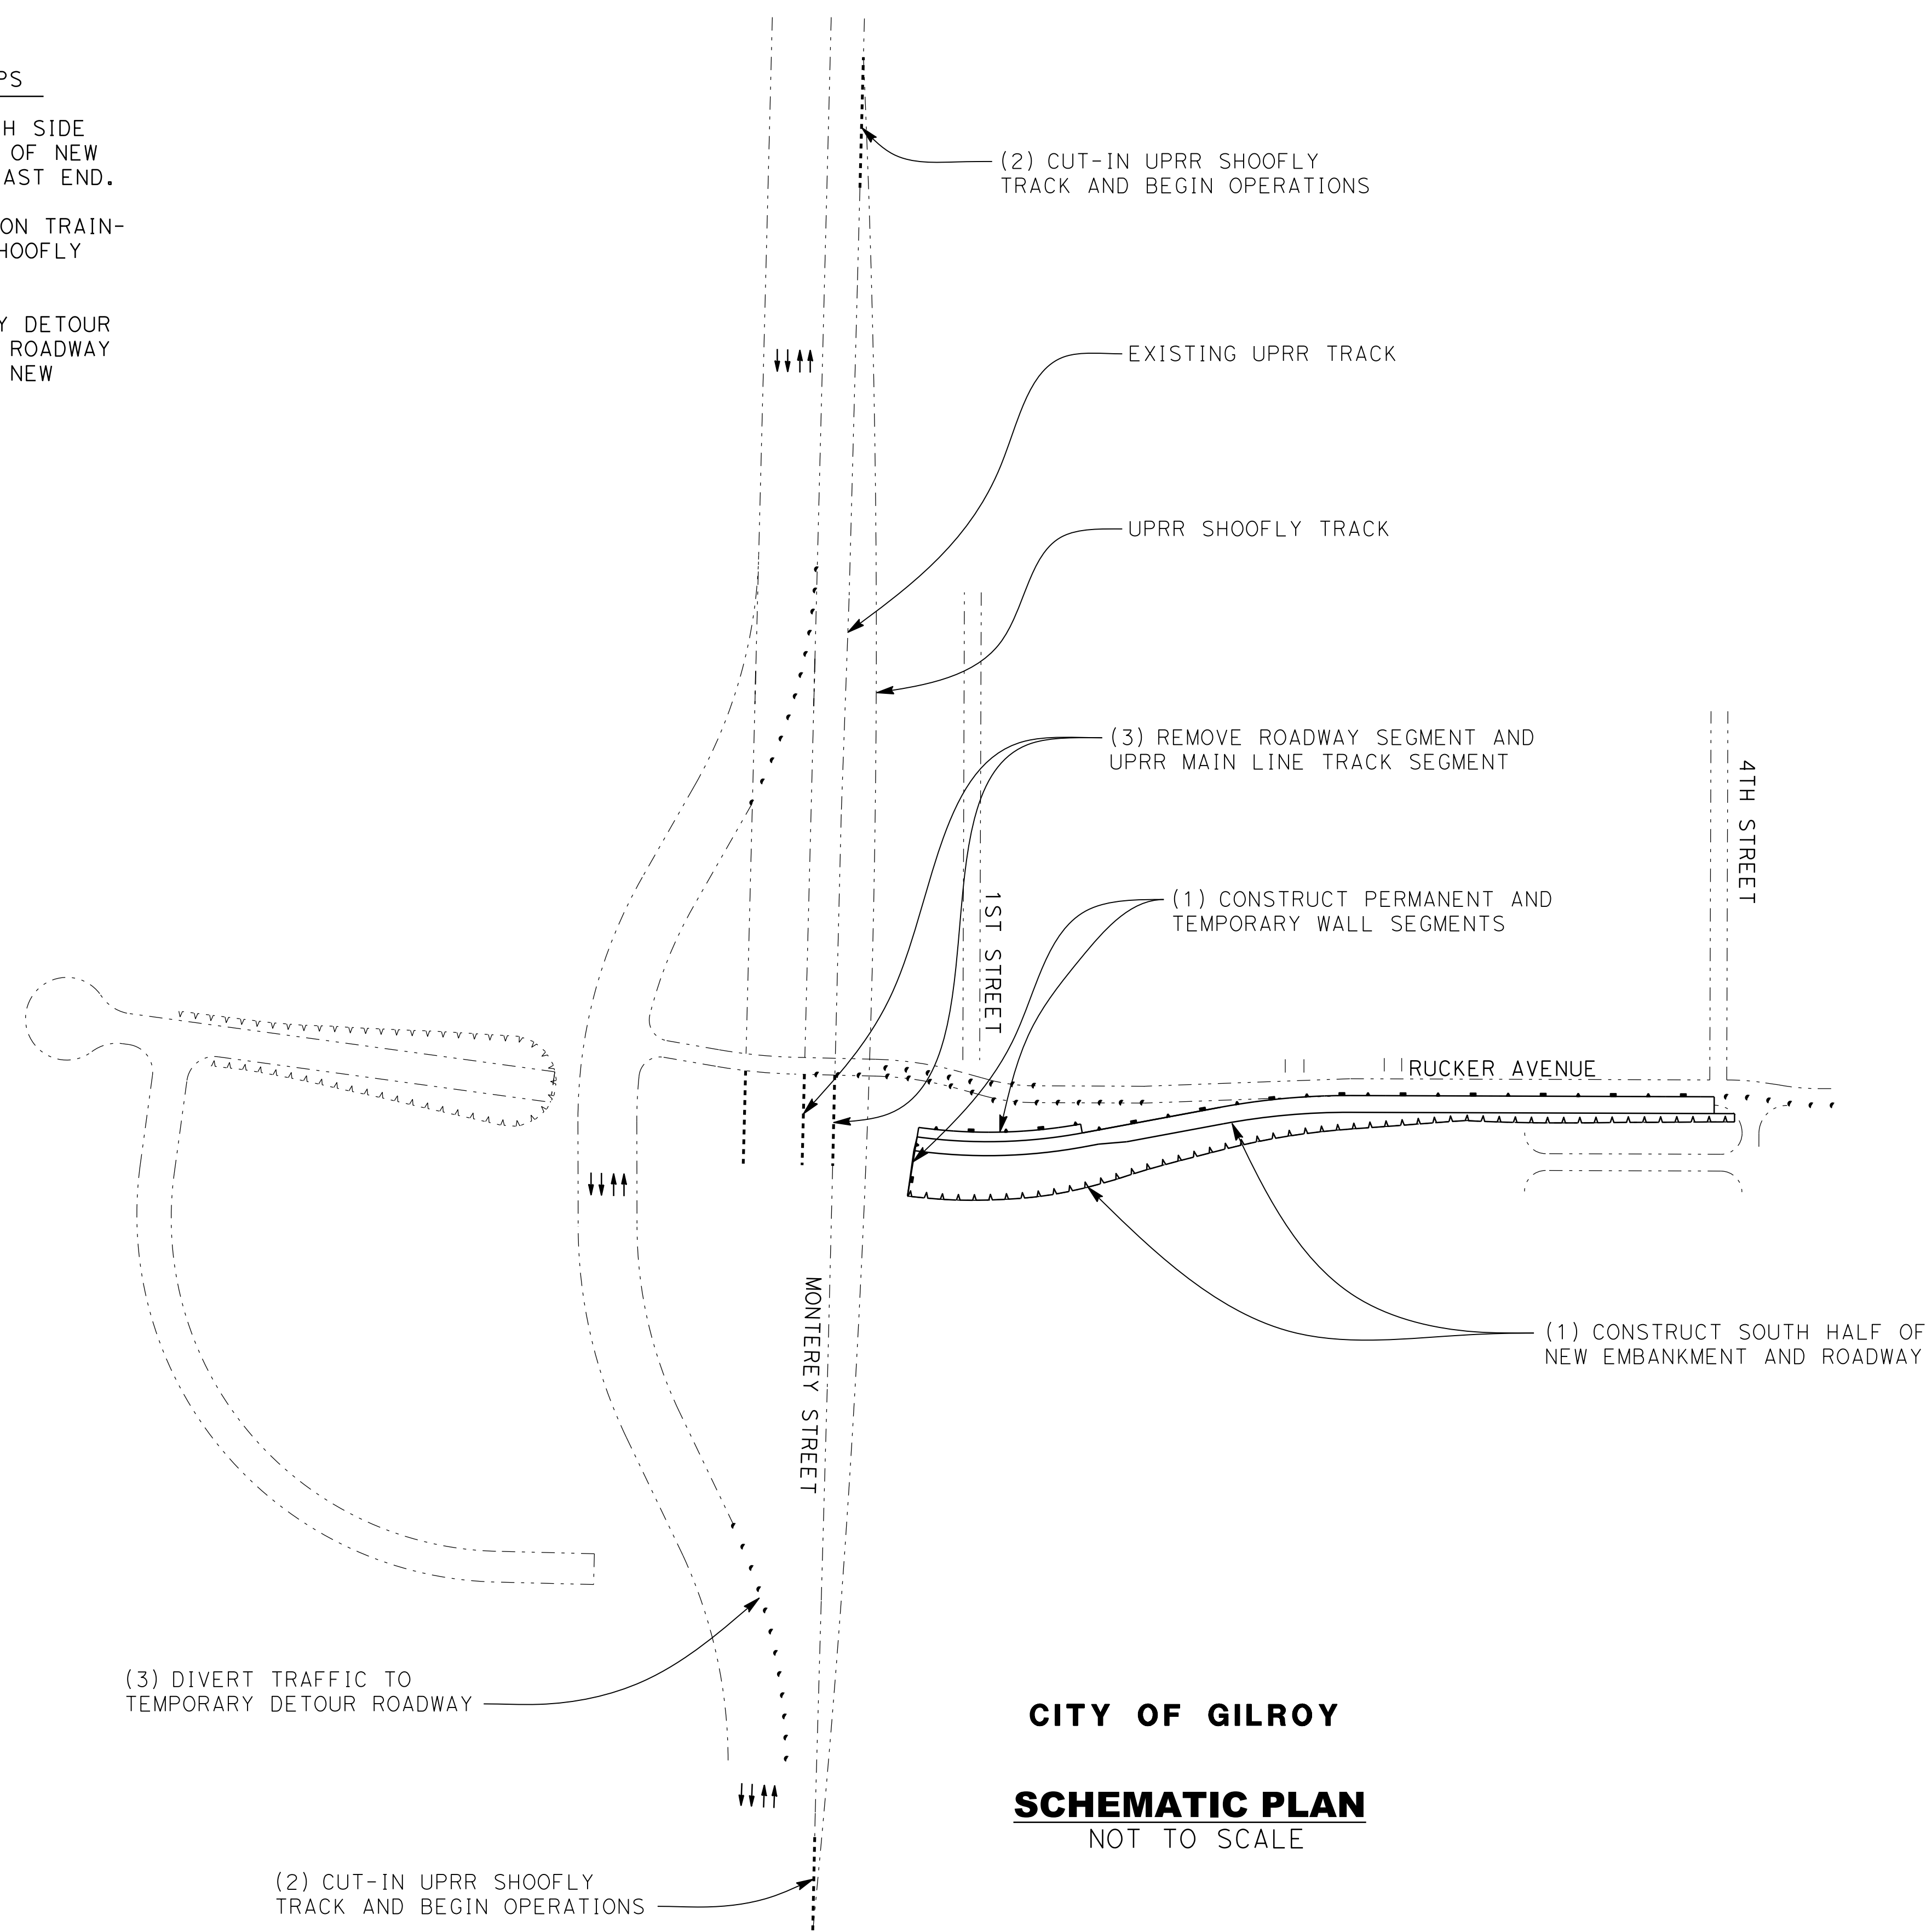 PS
H SIDE
OF NEW
AST END.
ON TRAIN-
HOOFLY
Y DETOUR
ROADWAY
NEW
(2) CUT-IN UPRR SHOOFLY
TRACK AND BEGIN OPERATIONS
EXISTING UPRR TRACK
UPRR SHOOFLY TRACK
(3) REMOVE ROADWAY SEGMENT AND
UPRR MAIN LINE TRACK SEGMENT
4TH STREET
(1) CONSTRUCT PERMANENT AND
TEMPORARY WALL SEGMENTS
1ST STREET
RUCKER AVENUE
MONTEREY STREET
(1) CONSTRUCT SOUTH HALF OF
NEW EMBANKMENT AND ROADWAY
(3) DIVERT TRAFFIC TO
TEMPORARY DETOUR ROADWAY
CITY OF GILROY
SCHEMATIC PLAN
NOT TO SCALE
(2) CUT-IN UPRR SHOOFLY
TRACK AND BEGIN OPERATIONS